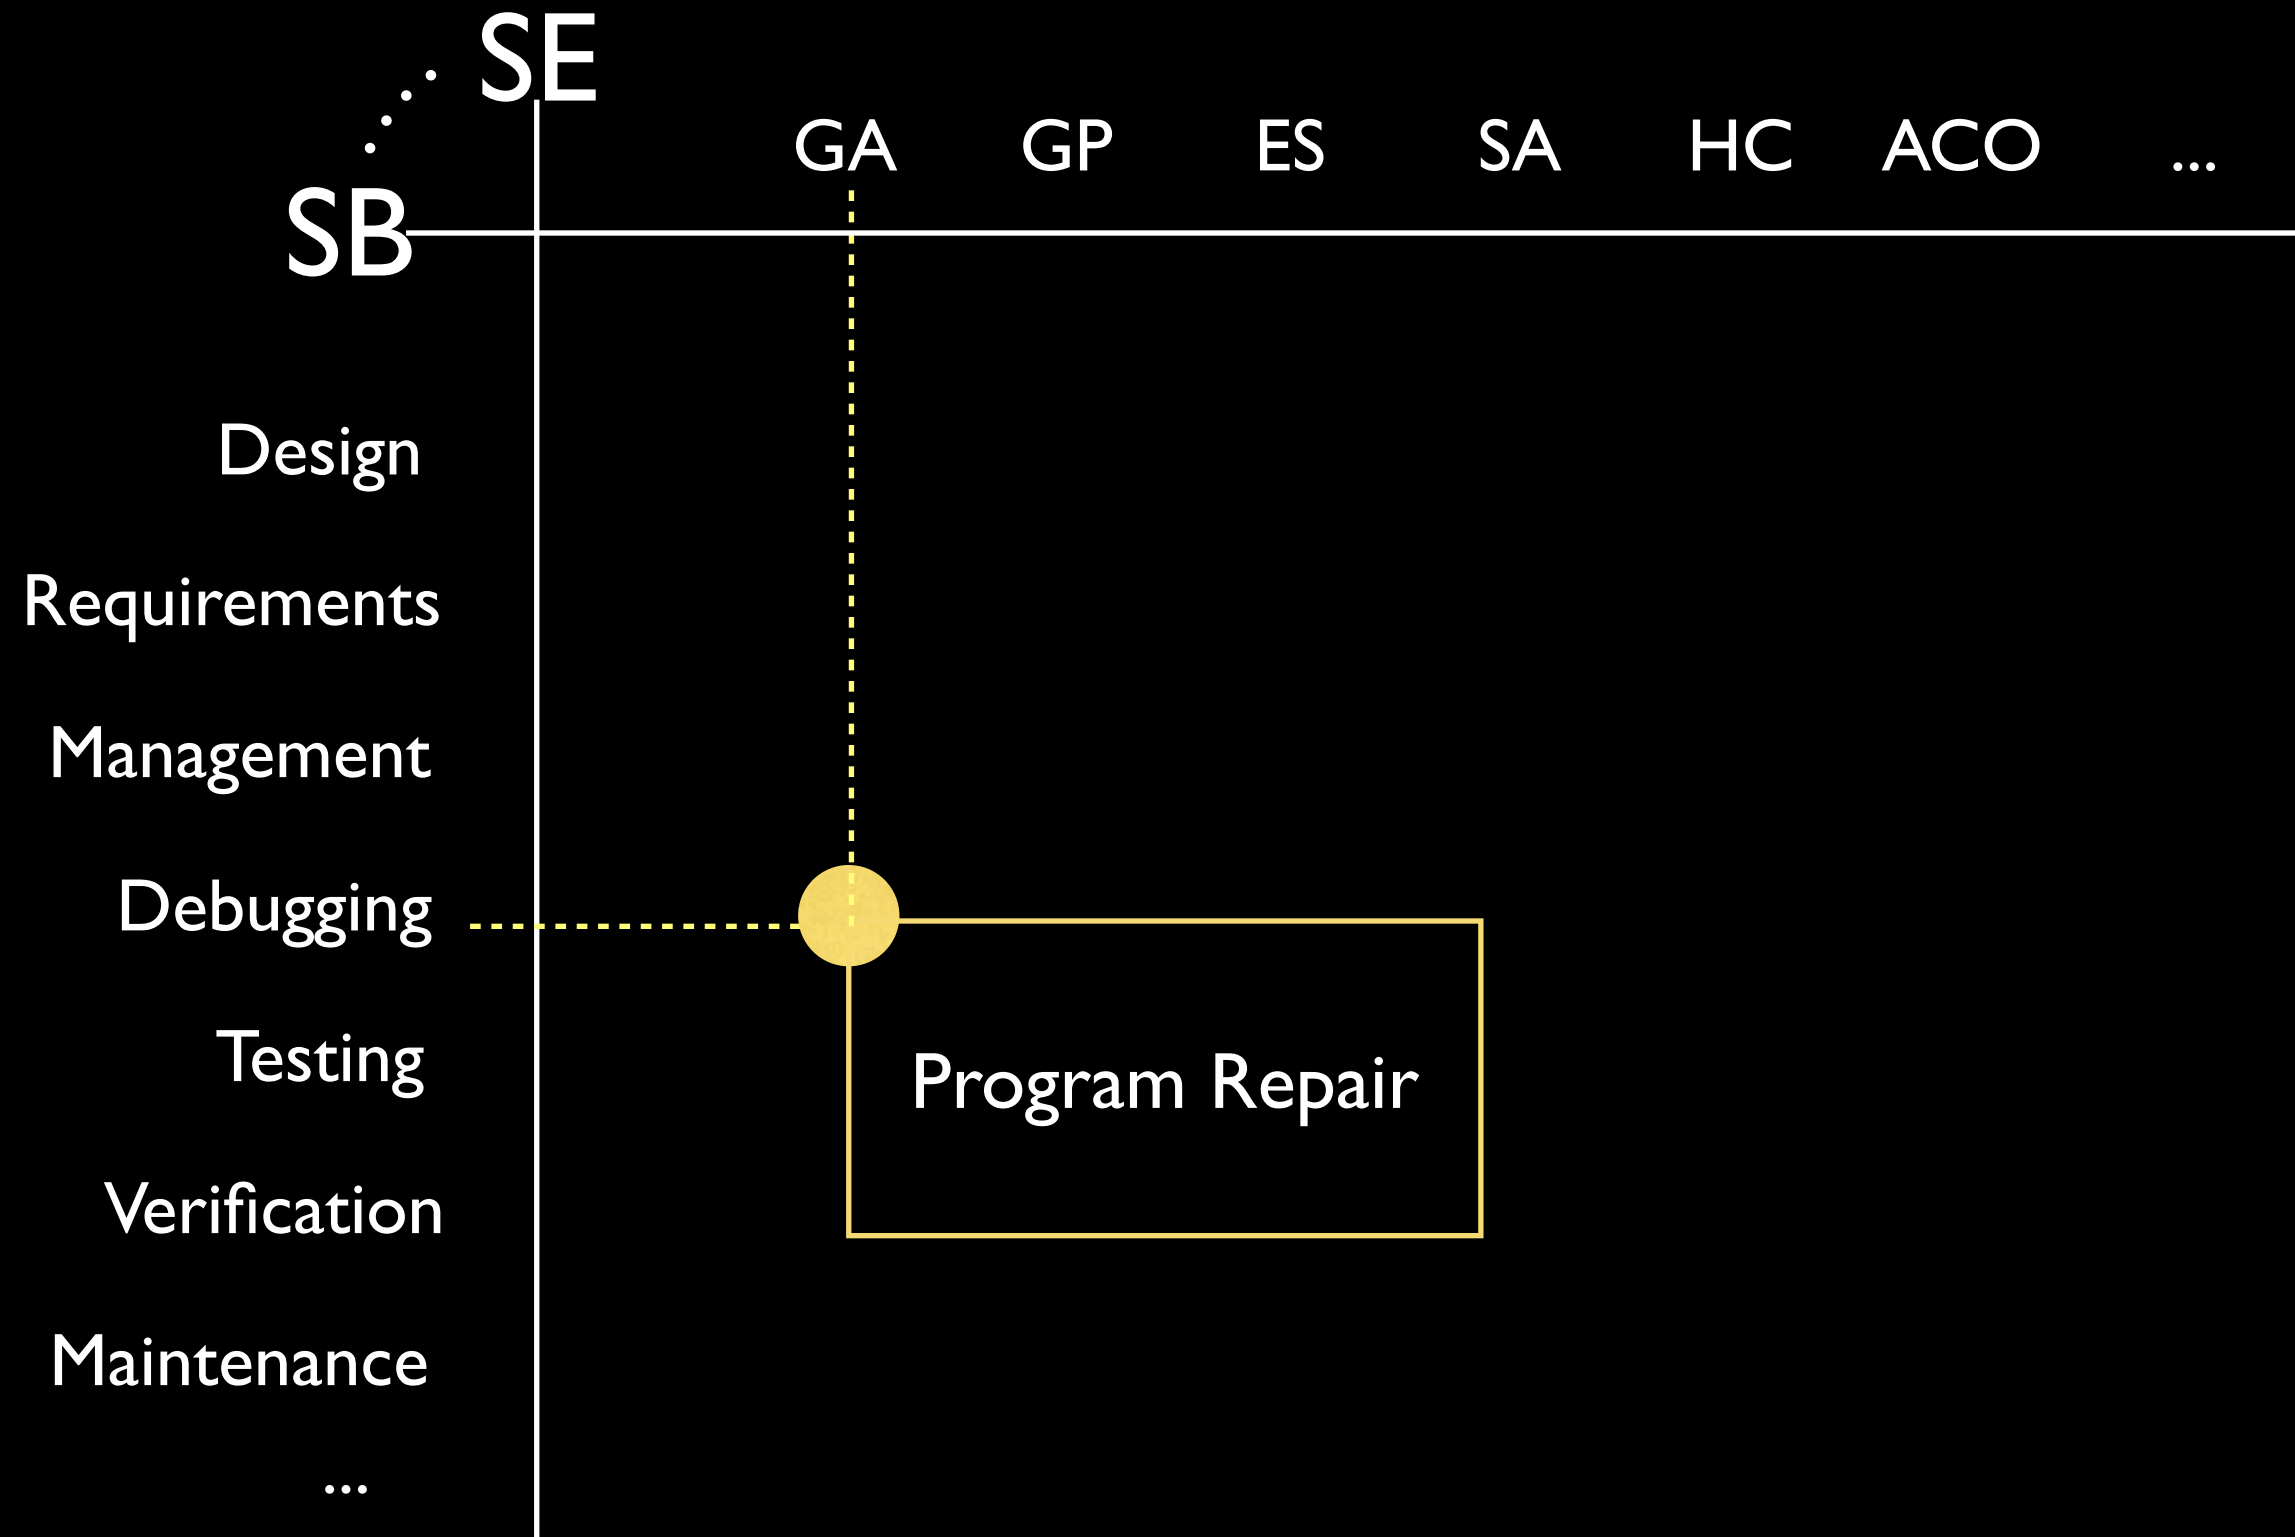 SE
GA GP ES SA HC ACO ...
SB
Design
Requirements
Management
Debugging
Testing
Program Repair
Verification
Maintenance
...